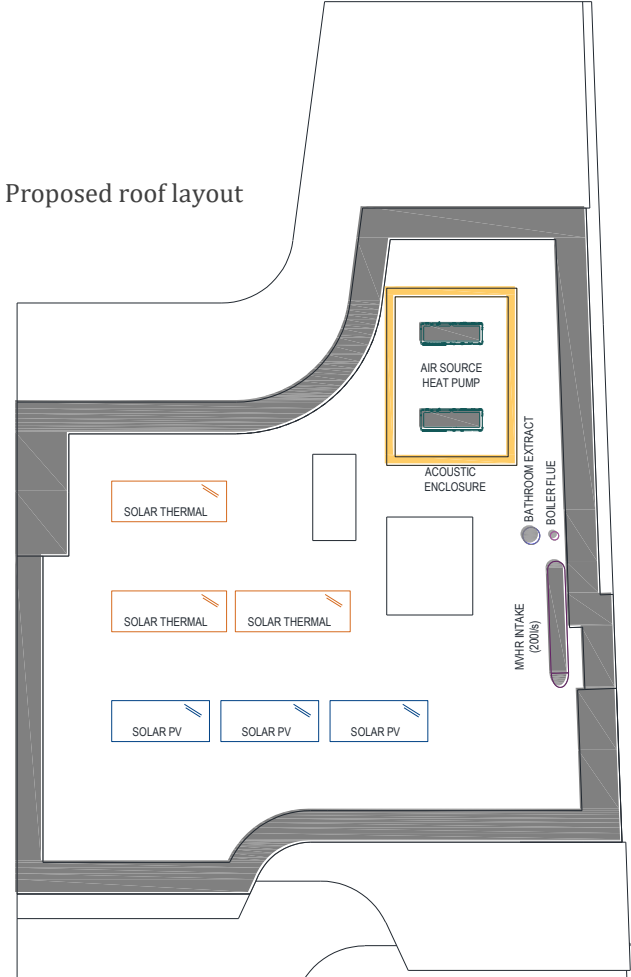 Proposed roof layout
AIR SOURCE
HEAT PUMP
ACOUSTIC
ENCLOSURE
BATHROOM EXTRACT
BOILER FLUE
SOLAR THERMAL
SOLAR THERMAL
SOLAR THERMAL
MVHR INTAKE
(200l/s)
SOLAR PV
SOLAR PV
SOLAR PV